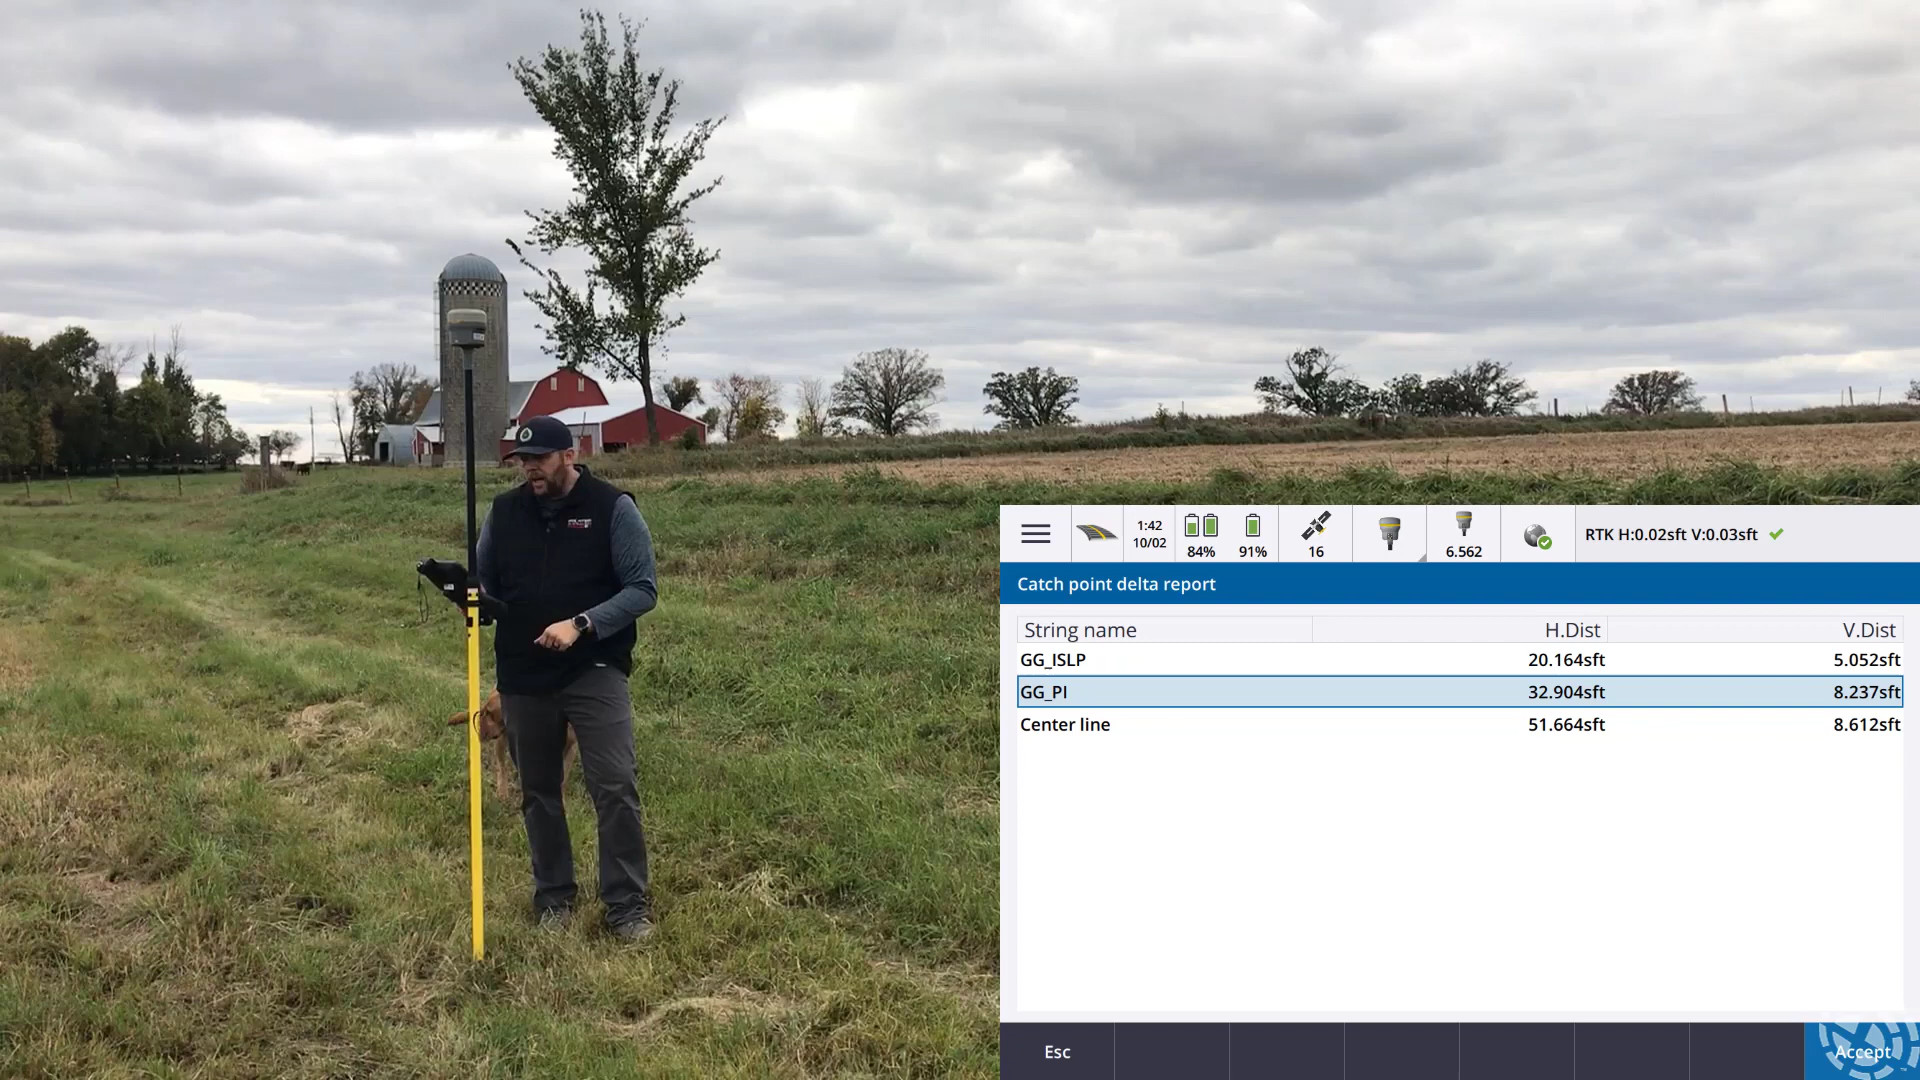 1:42
10/02
84%
91%
16
6.562
RTK H:0.02sft V:0.03sft
Catch point delta report
String name H.Dist V.Dist
GG_ISLP 20.164sft 5.052sft
GG_PI 32.904sft 8.237sft
Center line 51.664sft 8.612sft
Esc
Accept